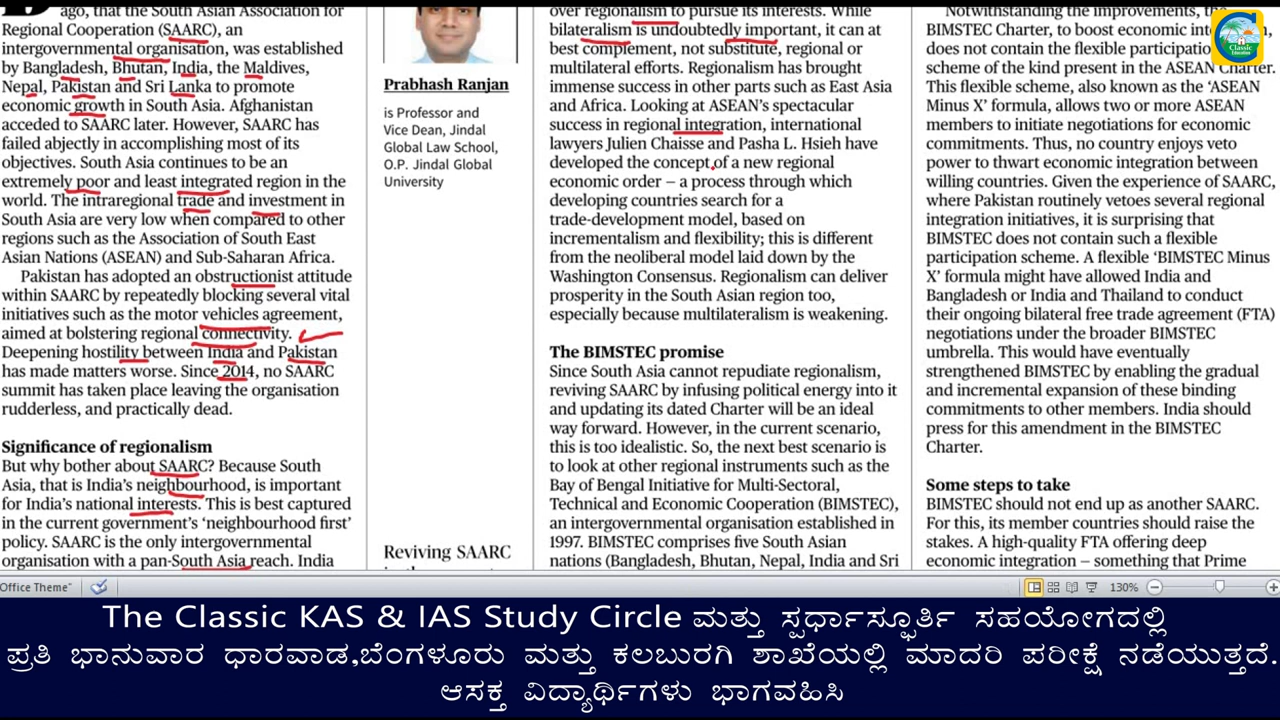 ago, that the South Asian Association for
Regional Cooperation (SAARC), an
intergovernmental organisation, was established
by Bangladesh, Bhutan, India, the Maldives,
Nepal, Pakistan and Sri Lanka to promote
economic growth in South Asia. Afghanistan
acceded to SAARC later. However, SAARC has
failed abjectly in accomplishing most of its
objectives. South Asia continues to be an
extremely poor and least integrated region in the
world. The intraregional trade and investment in
South Asia are very low when compared to other
regions such as the Association of South East
Asian Nations (ASEAN) and Sub-Saharan Africa.
Pakistan has adopted an obstructionist attitude
within SAARC by repeatedly blocking several vital
initiatives such as the motor vehicles agreement,
aimed at bolstering regional connectivity.
Deepening hostility between India and Pakistan
has made matters worse. Since 2014, no SAARC
summit has taken place leaving the organisation
rudderless, and practically dead.
Significance of regionalism
But why bother about SAARC? Because South
Asia, that is India's neighbourhood, is important
for India's national interests. This is best captured
in the current government's 'neighbourhood first'
policy. SAARC is the only intergovernmental
organisation with a pan-South Asia reach. India
Prabhash Ranjan
is Professor and
Vice Dean, Jindal
Global Law School,
O.P. Jindal Global
University
Reviving SAARC
over regionalism to pursue its interests. While
bilateralism is undoubtedly important, it can at
best complement, not substitute, regional or
multilateral efforts. Regionalism has bought
immense success in other parts such as East Asia
and Africa. Looking at ASEAN's spectacular
success in regional integration, international
lawyers Julien Chaisse and Pasha L. Hsieh have
developed the concept of a new regional
economic order – a process through which
developing countries search for a
trade-development model, based on
incrementalism and flexibility; this is different
from the neoliberal model laid down by the
Washington Consensus. Regionalism can deliver
prosperity in the South Asian region too,
especially because multilateralism is weakening.
The BIMSTEC promise
Since South Asia cannot repudiate regionalism,
reviving SAARC by infusing political energy into it
and updating its dated Charter will be an ideal
way forward. However, in the current scenario,
this is too idealistic. So, the next best scenario is
to look at other regional instruments such as the
Bay of Bengal Initiative for Multi-Sectoral,
Technical and Economic Cooperation (BIMSTEC),
an intergovernmental organisation established in
1997. BIMSTEC comprises five South Asian
nations (Bangladesh, Bhutan, Nepal, India and Sri
Notwithstanding the improvements, the
BIMSTEC Charter, to boost economic
does not contain the flexible
scheme of the kind present in the ASEAN Charter.
This flexible scheme, also known as the 'ASEAN
Minus X' formula, allows two or more ASEAN
members to initiate negotiations for economic
commitments. Thus, no country enjoys veto
power to thwart economic integration between
willing countries. Given the experience of SAARC,
where Pakistan routinely vetoes several regional
integration initiatives, it is surprising that
BIMSTEC does not contain such a flexible
participation scheme. A flexible 'BIMSTEC Minus
X' formula might have allowed India and
Bangladesh or India and Thailand to conduct
their ongoing bilateral free trade agreement (FTA)
negotiations under the broader BIMSTEC
umbrella. This would have eventually
strengthened BIMSTEC by enabling the gradual
and incremental expansion of these binding
commitments to other members. India should
press for this amendment in the BIMSTEC
Charter.
Some steps to take
BIMSTEC should not end up as another SAARC.
For this, its member countries should raise the
stakes. A high-quality FTA offering deep
economic integration – something that Prime
Classic
Education
Office Theme"
130%
The Classic KAS & IAS Study Circle ಮತ್ತು ಸ್ಪರ್ಧಾಸ್ಫೂರ್ತಿ ಸಹಯೋಗದಲ್ಲಿ
ಪ್ರತಿ ಭಾನುವಾರ ಧಾರವಾಡ,ಬೆಂಗಳೂರು ಮತ್ತು ಕಲಬುರಗಿ ಶಾಖೆಯಲ್ಲಿ ಮಾದರಿ ಪರೀಕ್ಷೆ ನಡೆಯುತ್ತದೆ.
ಆಸಕ್ತ ವಿದ್ಯಾರ್ಥಿಗಳು ಭಾಗವಹಿಸಿ